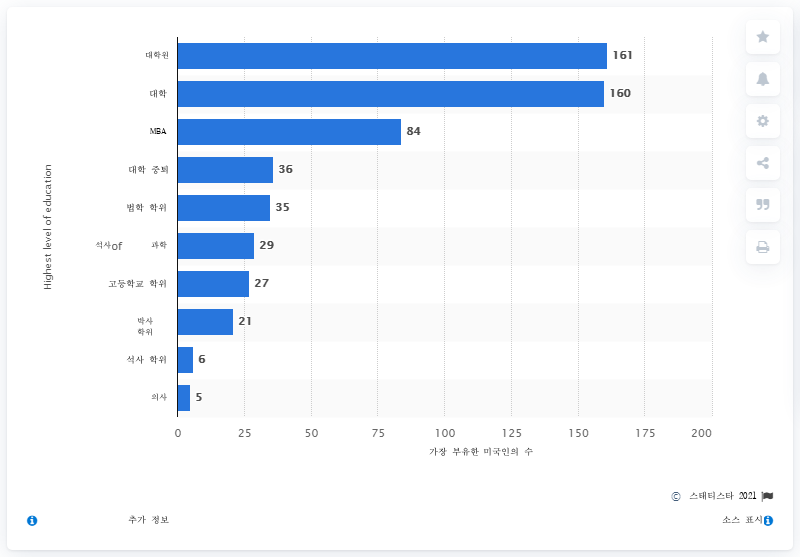 대학원 161
대학 160
MBA 84
대학 중퇴 36
법학 학위 35
석사of 과학 29
고등학교 학위 27
박사
학위
21
석사 학위 6
의사 5
Highest level of education
0 25 50 75 100 125 150 175 200
가장 부유한 미국인의 수
© 스태티스타 2021
추가 정보
소스 표시